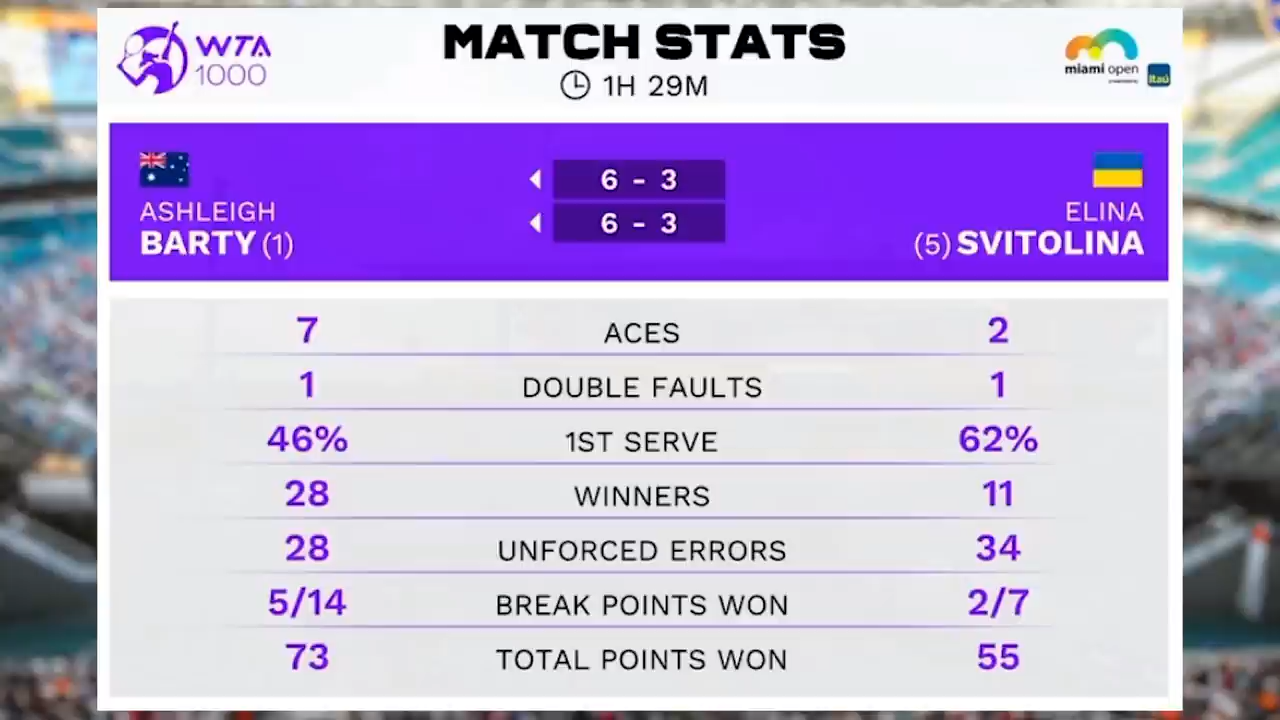 WTA
1000
MATCH STATS
1H 29M
miami open
Itaú
6 - 3
6 - 3
ASHLEIGH
BARTY (1)
ELINA
(5) SVITOLINA
7 ACES 2
1 DOUBLE FAULTS 1
46% 1ST SERVE 62%
28 WINNERS 11
28 UNFORCED ERRORS 34
5/14 BREAK POINTS WON 2/7
73 TOTAL POINTS WON 55